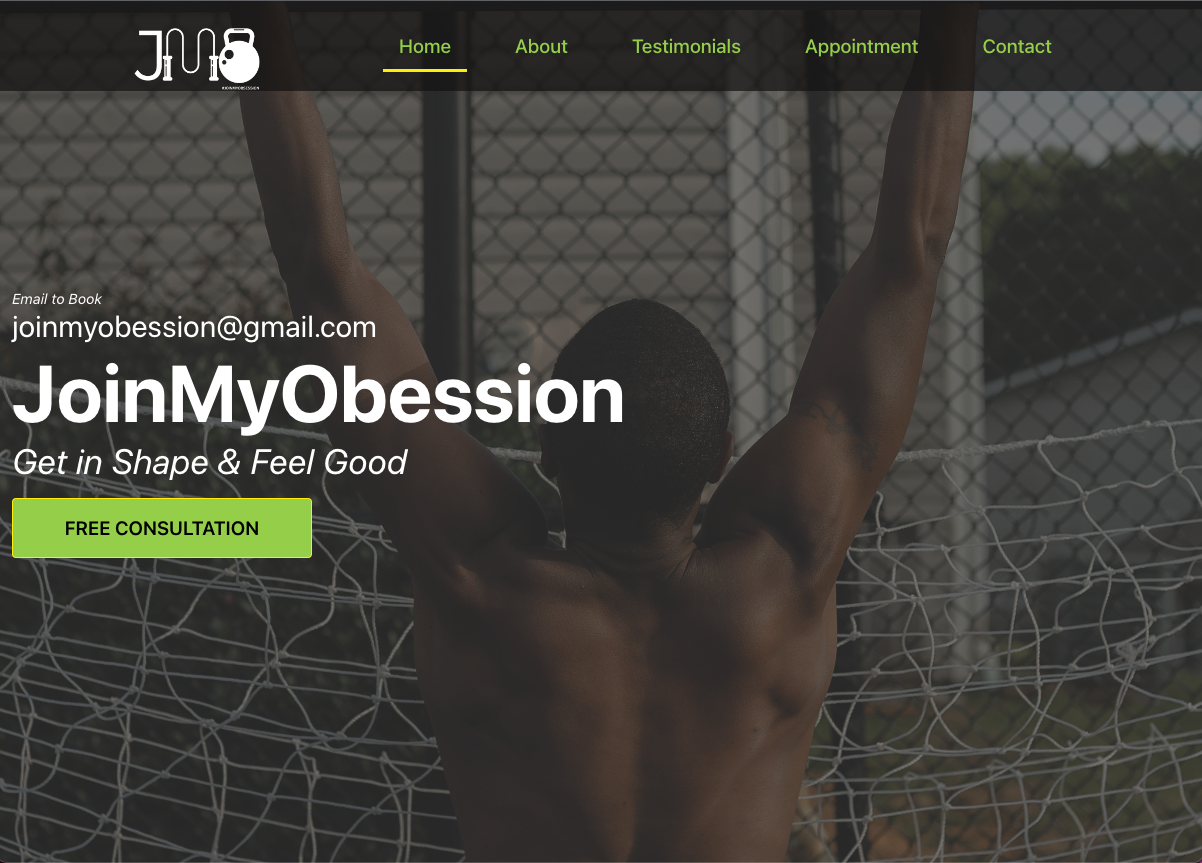 JMO
#JOINMYOBSESSION
Home About Testimonials Appointment Contact
Email to Book
joinmyobession@gmail.com
JoinMyObession
Get in Shape & Feel Good
FREE CONSULTATION